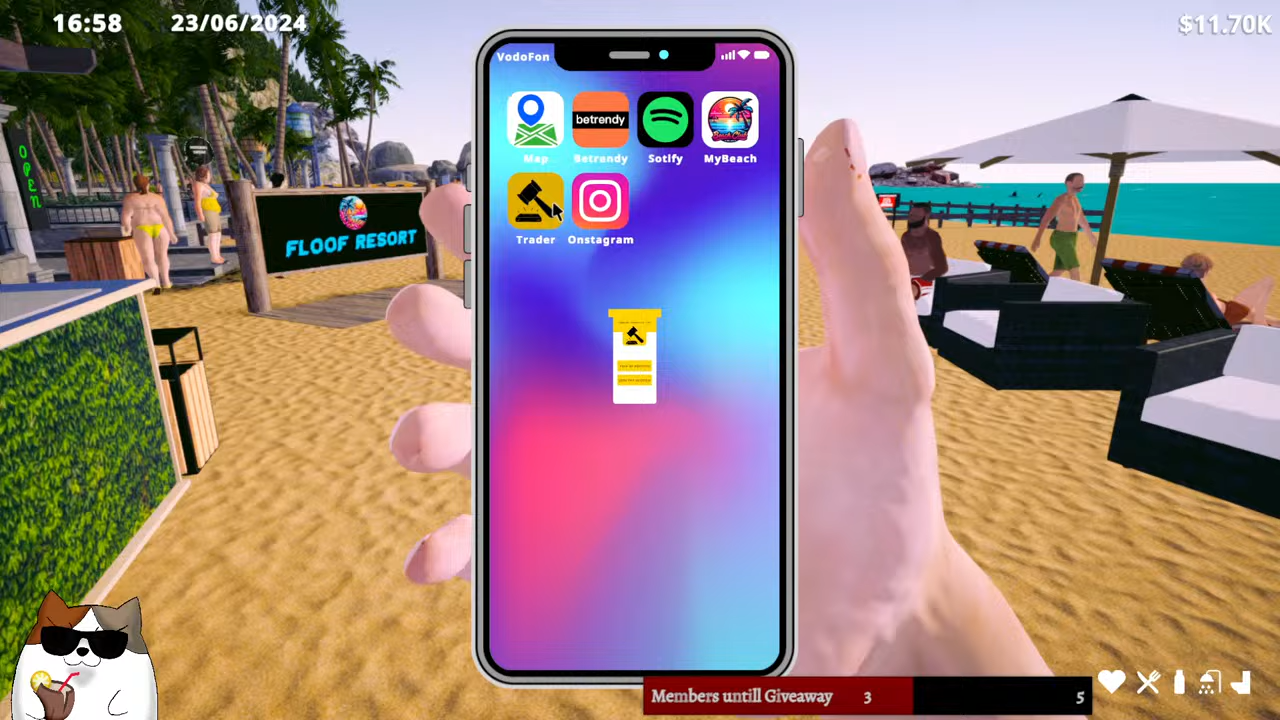 16:58 23/06/2024
$11.70K
VodoFon
betrendy
Map Betrandy Sotify MyBeach
Trader Onstagram
OPEN
FLOOF RESORT
Members untill Giveaway 3 5